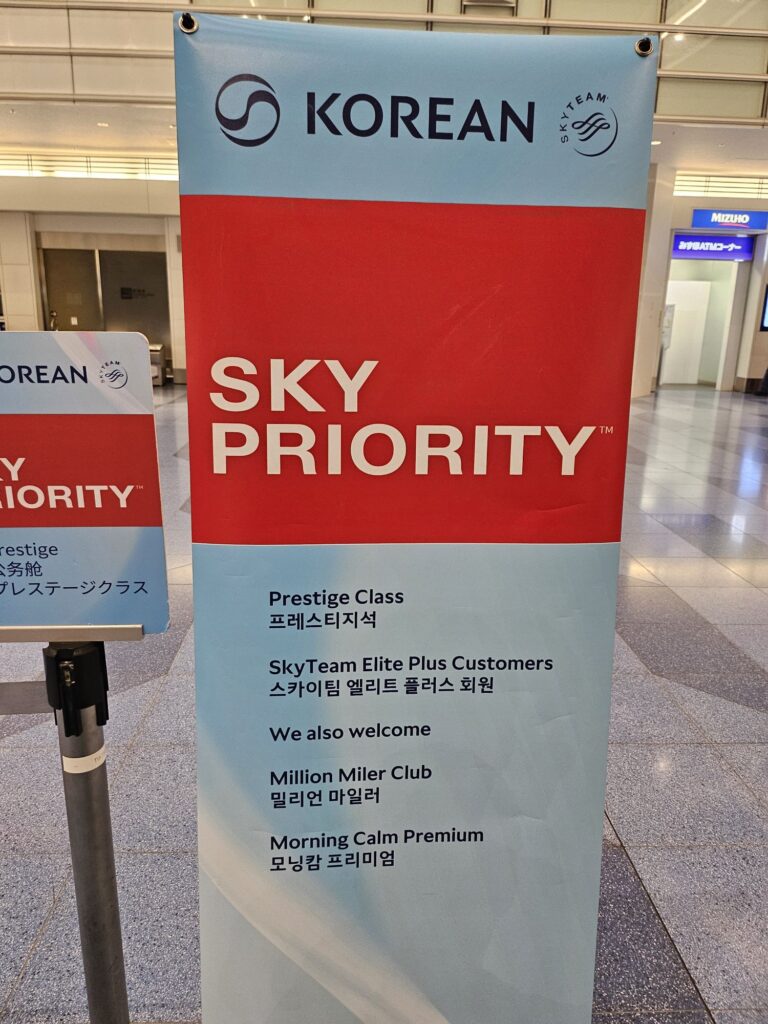 KOREAN
SKYTEAM
SKY
PRIORITY™
Prestige Class
프레스티지석
SkyTeam Elite Plus Customers
스카이팀 엘리트 플러스 회원
We also welcome
Million Miler Club
밀리언 마일러
Morning Calm Premium
모닝캄 프리미엄
OREAN
SKYTEAM
Y
IORITY™
restige
公务舱
プレステージクラス
MIZUHO
みずほATMコーナー